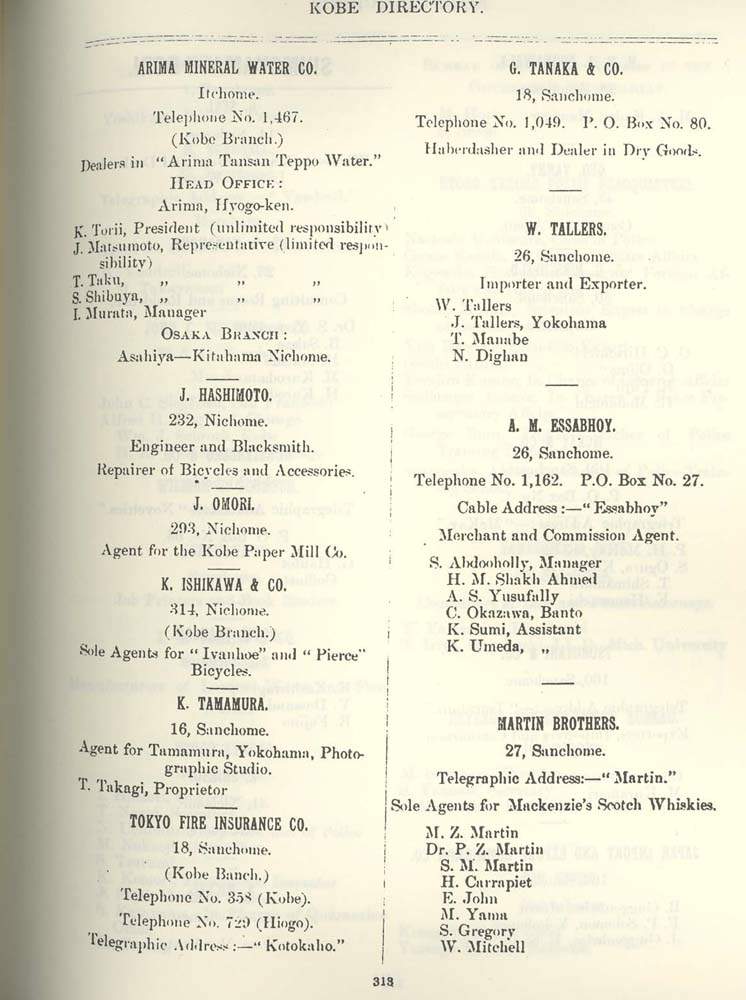 KOBE DIRECTORY.
ARIMA MINERAL WATER CO.
Itchome.
Telephone No. 1,467.
(Kobe Branch.)
Dealers in "Arima Tansan Teppo Water."
HEAD OFFICE:
Arima, Hyogo-ken.
K. Torii, President (unlimited responsibility)
J. Matsumoto, Representative (limited respon-
sibility)
T. Taku, „ „ „
S. Shibuya, „ „ „
I. Murata, Manager
OSAKA BRANCH:
Asahiya—Kitahama Nichome.
J. HASHIMOTO.
232, Nichome.
Engineer and Blacksmith.
Repairer of Bicycles and Accessories.
J. OMORI.
293, Nichome.
Agent for the Kobe Paper Mill Co.
K. ISHIKAWA & CO.
314, Nichome.
(Kobe Branch.)
Sole Agents for "Ivanhoe" and "Pierce"
Bicycles.
K. TAMAMURA.
16, Sanchome.
Agent for Tamamura, Yokohama, Photo-
graphic Studio.
T. Takagi, Proprietor
TOKYO FIRE INSURANCE CO.
18, Sanchome.
(Kobe Banch.)
Telephone No. 358 (Kobe).
Telephone No. 729 (Hiogo).
Telegraphic Address:—"Kotokaho."
G. TANAKA & CO.
18, Sanchome.
Telephone No. 1,049. P. O. Box No. 80.
Haberdasher and Dealer in Dry Goods.
W. TALLERS.
26, Sanchome.
Importer and Exporter.
W. Tallers
J. Tallers, Yokohama
T. Manabe
N. Dighan
A. M. ESSABHOY.
26, Sanchome.
Telephone No. 1,162. P.O. Box No. 27.
Cable Address:—"Essabhoy"
Merchant and Commission Agent.
S. Abdooholly, Manager
H. M. Shakh Ahmed
A. S. Yusufally
C. Okazawa, Banto
K. Sumi, Assistant
K. Umeda, „
MARTIN BROTHERS.
27, Sanchome.
Telegraphic Address:—"Martin."
Sole Agents for Mackenzie's Scotch Whiskies.
M. Z. Martin
Dr. P. Z. Martin
S. M. Martin
H. Carrapiet
E. John
M. Yama
S. Gregory
W. Mitchell
313